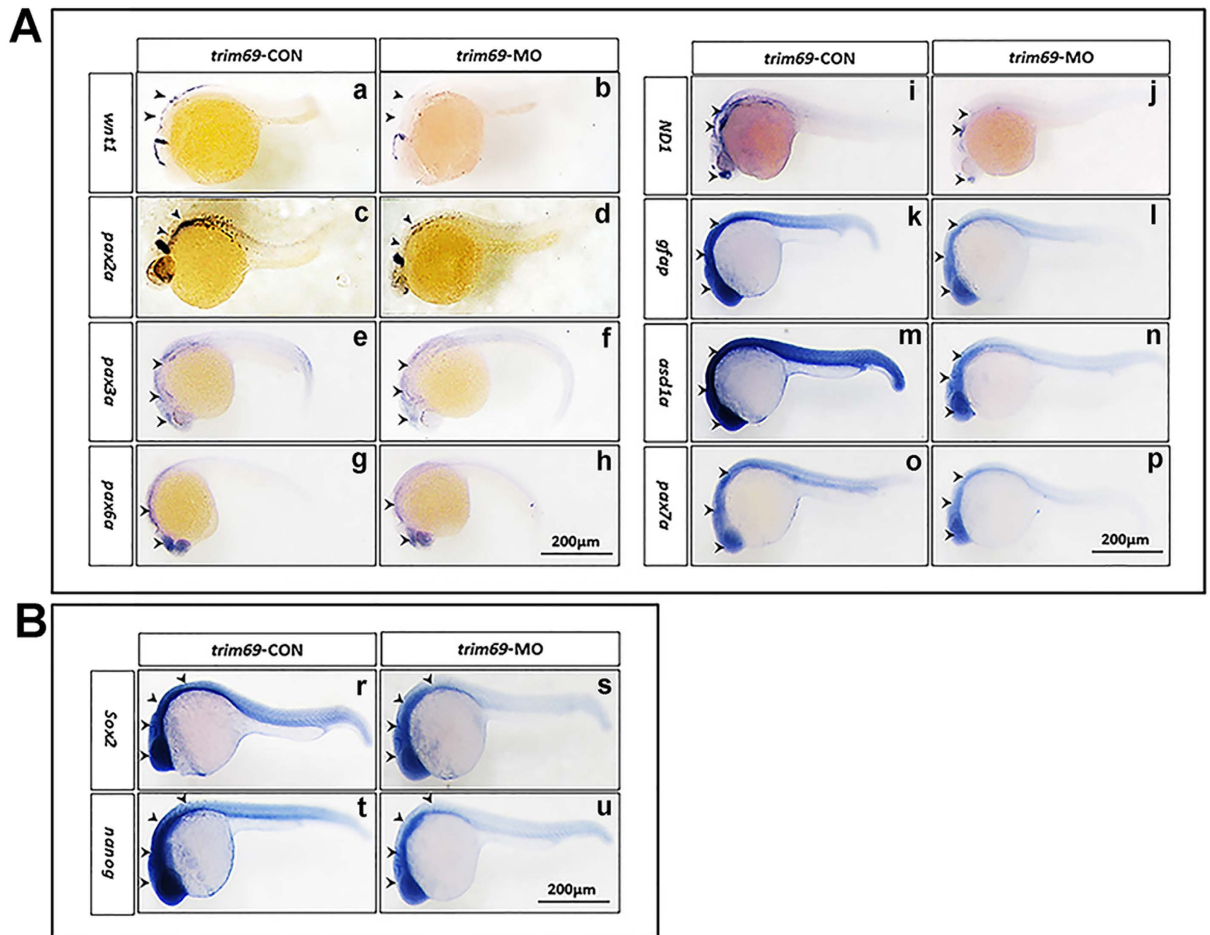 A
trim69-CON
trim69-MO
wnt1
a
b
pax2a
c
d
pax3a
e
f
pax6a
g
h
200μm
trim69-CON
trim69-MO
ND1
i
j
gfap
k
l
asd1a
m
n
pax7a
o
p
200μm
B
trim69-CON
trim69-MO
Sox2
r
s
nanog
t
u
200μm